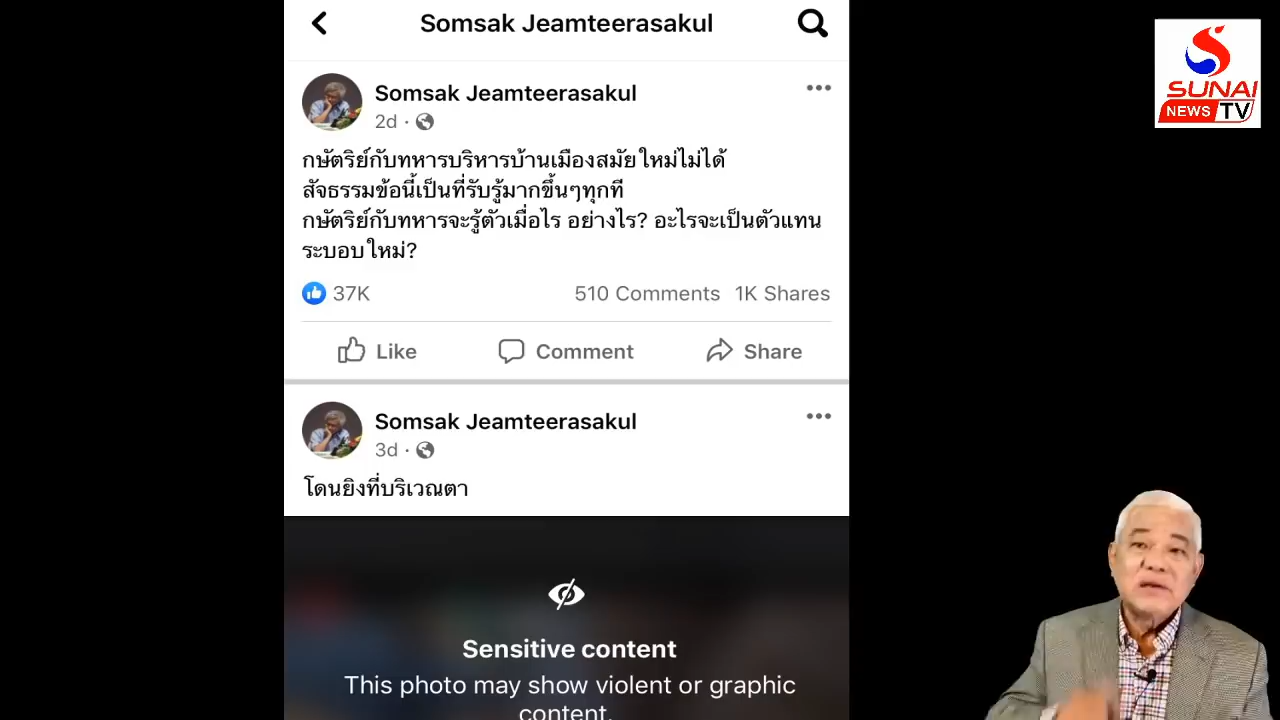 Somsak Jeamteerasakul
SUNAI
NEWS TV
Somsak Jeamteerasakul
2d ·
กษัตริย์กับทหารบริหารบ้านเมืองสมัยใหม่ไม่ได้
สัจธรรมข้อนี้เป็นที่รับรู้มากขึ้นๆทุกที
กษัตริย์กับทหารจะรู้ตัวเมื่อไร อย่างไร? อะไรจะเป็นตัวแทน
ระบอบใหม่?
37K 510 Comments 1K Shares
Like Comment Share
Somsak Jeamteerasakul
3d ·
โดนยิงที่บริเวณตา
Sensitive content
This photo may show violent or graphic
content.